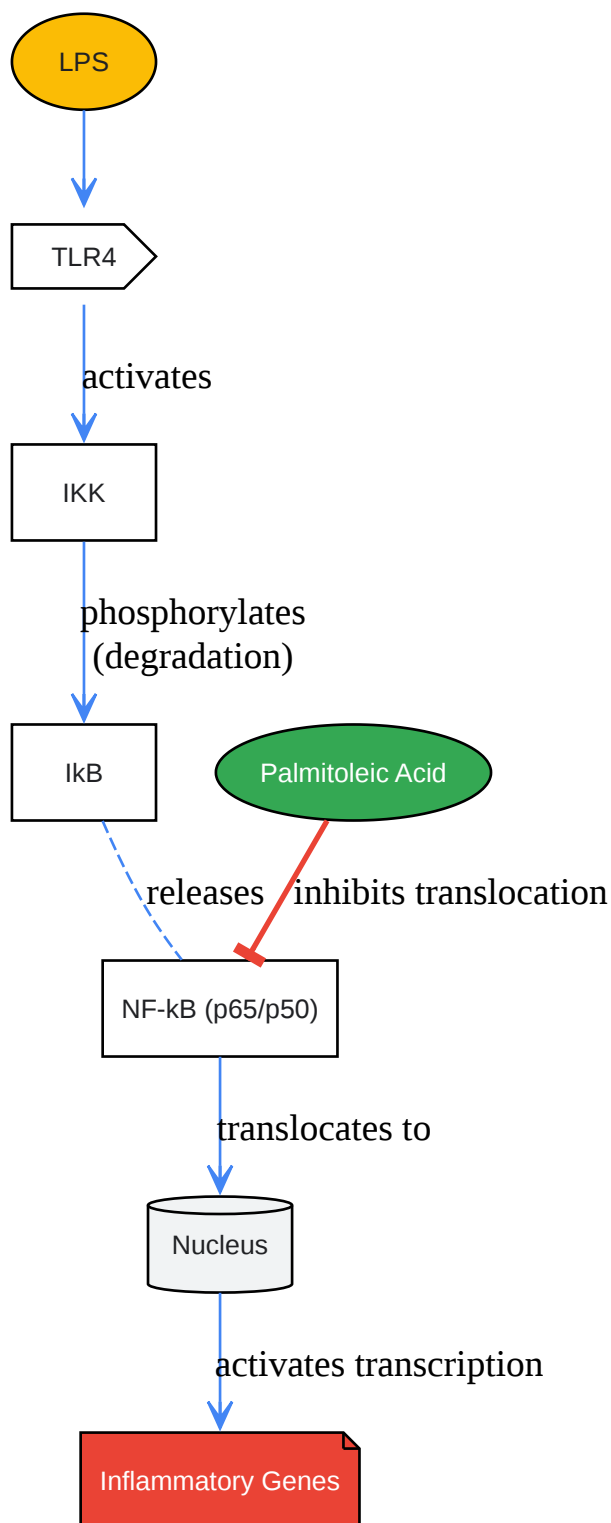 LPS
TLR4
activates
IKK
phosphorylates
(degradation)
IkB
Palmitoleic Acid
releases
inhibits translocation
NF-kB (p65/p50)
translocates to
Nucleus
activates transcription
Inflammatory Genes